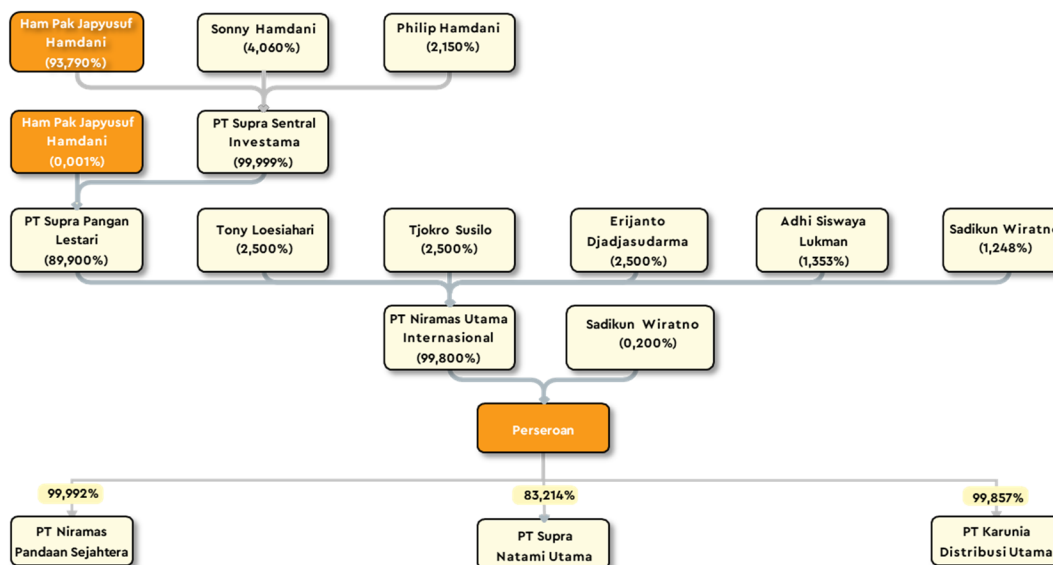 Ham Pak Japyusuf
Hamdani
(93,790%)
Sonny Hamdani
(4,060%)
Philip Hamdani
(2,150%)
Ham Pak Japyusuf
Hamdani
(0,001%)
PT Supra Sentral
Investama
(99,999%)
PT Supra Pangan
Lestari
(89,900%)
Tony Loesiahari
(2,500%)
Tjokro Susilo
(2,500%)
Erijanto
Djadjasudarma
(2,500%)
Adhi Siswaya
Lukman
(1,353%)
Sadikun Wiratno
(1,248%)
PT Niramas Utama
Internasional
(99,800%)
Sadikun Wiratno
(0,200%)
Perseroan
99,992%
83,214%
99,857%
PT Niramas
Pandaan Sejahtera
PT Supra
Natami Utama
PT Karunia
Distribusi Utama